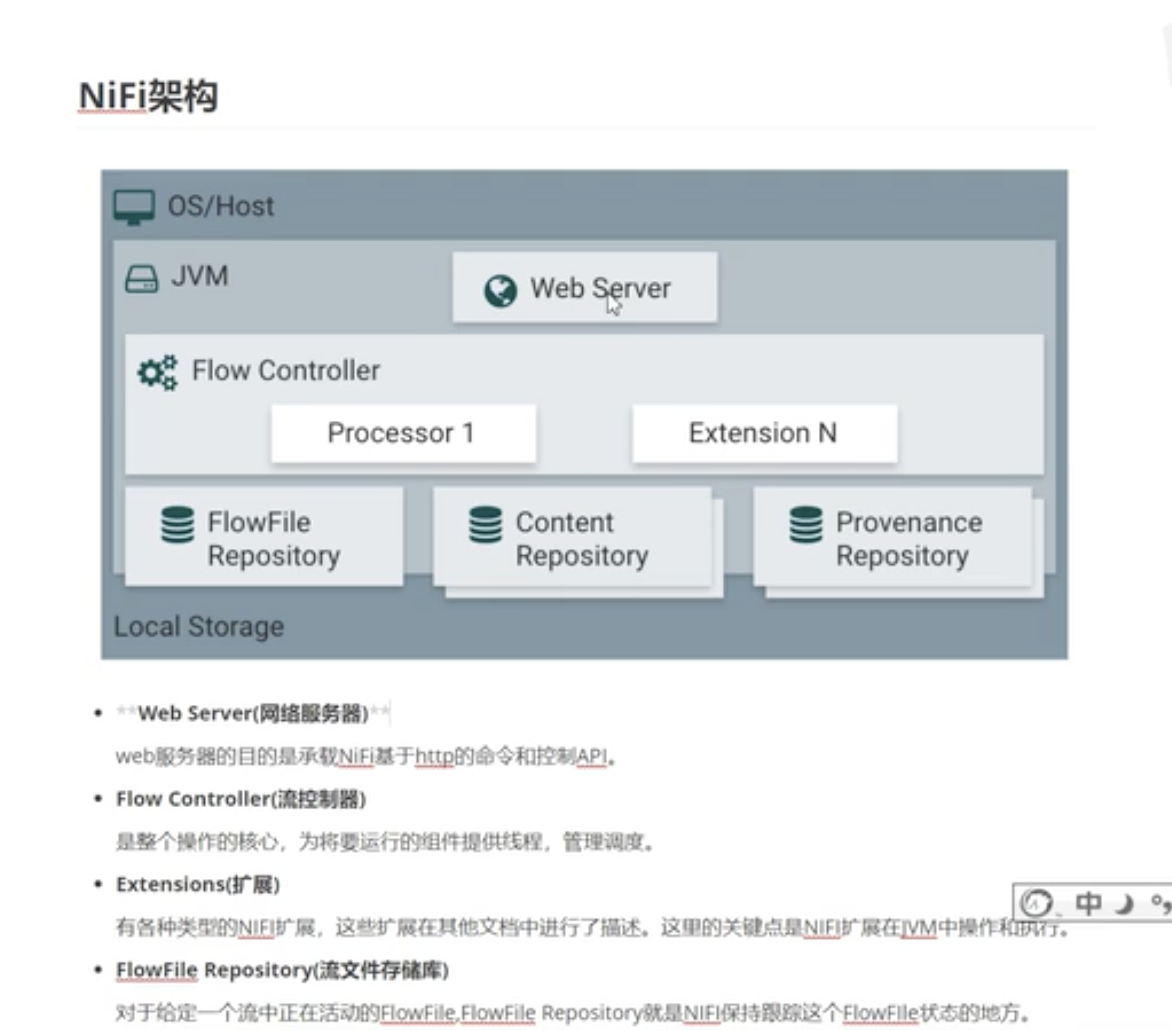 NiFi架构
OS/Host
JVM
Web Server
Flow Controller
Processor 1
Extension N
FlowFile
Repository
Content
Repository
Provenance
Repository
Local Storage
**Web Server(网络服务器)**
web服务器的目的是承载NiFi基于http的命令和控制API。
Flow Controller(流控制器)
是整个操作的核心，为将要运行的组件提供线程，管理调度。
Extensions(扩展)
有各种类型的NIFI扩展，这些扩展在其他文档中进行了描述。这里的关键点是NIFI扩展在JVM中操作和执行。
中
FlowFile Repository(流文件存储库)
对于给定一个流中正在活动的FlowFile,FlowFile Repository就是NIFI保持跟踪这个FlowFIle状态的地方。